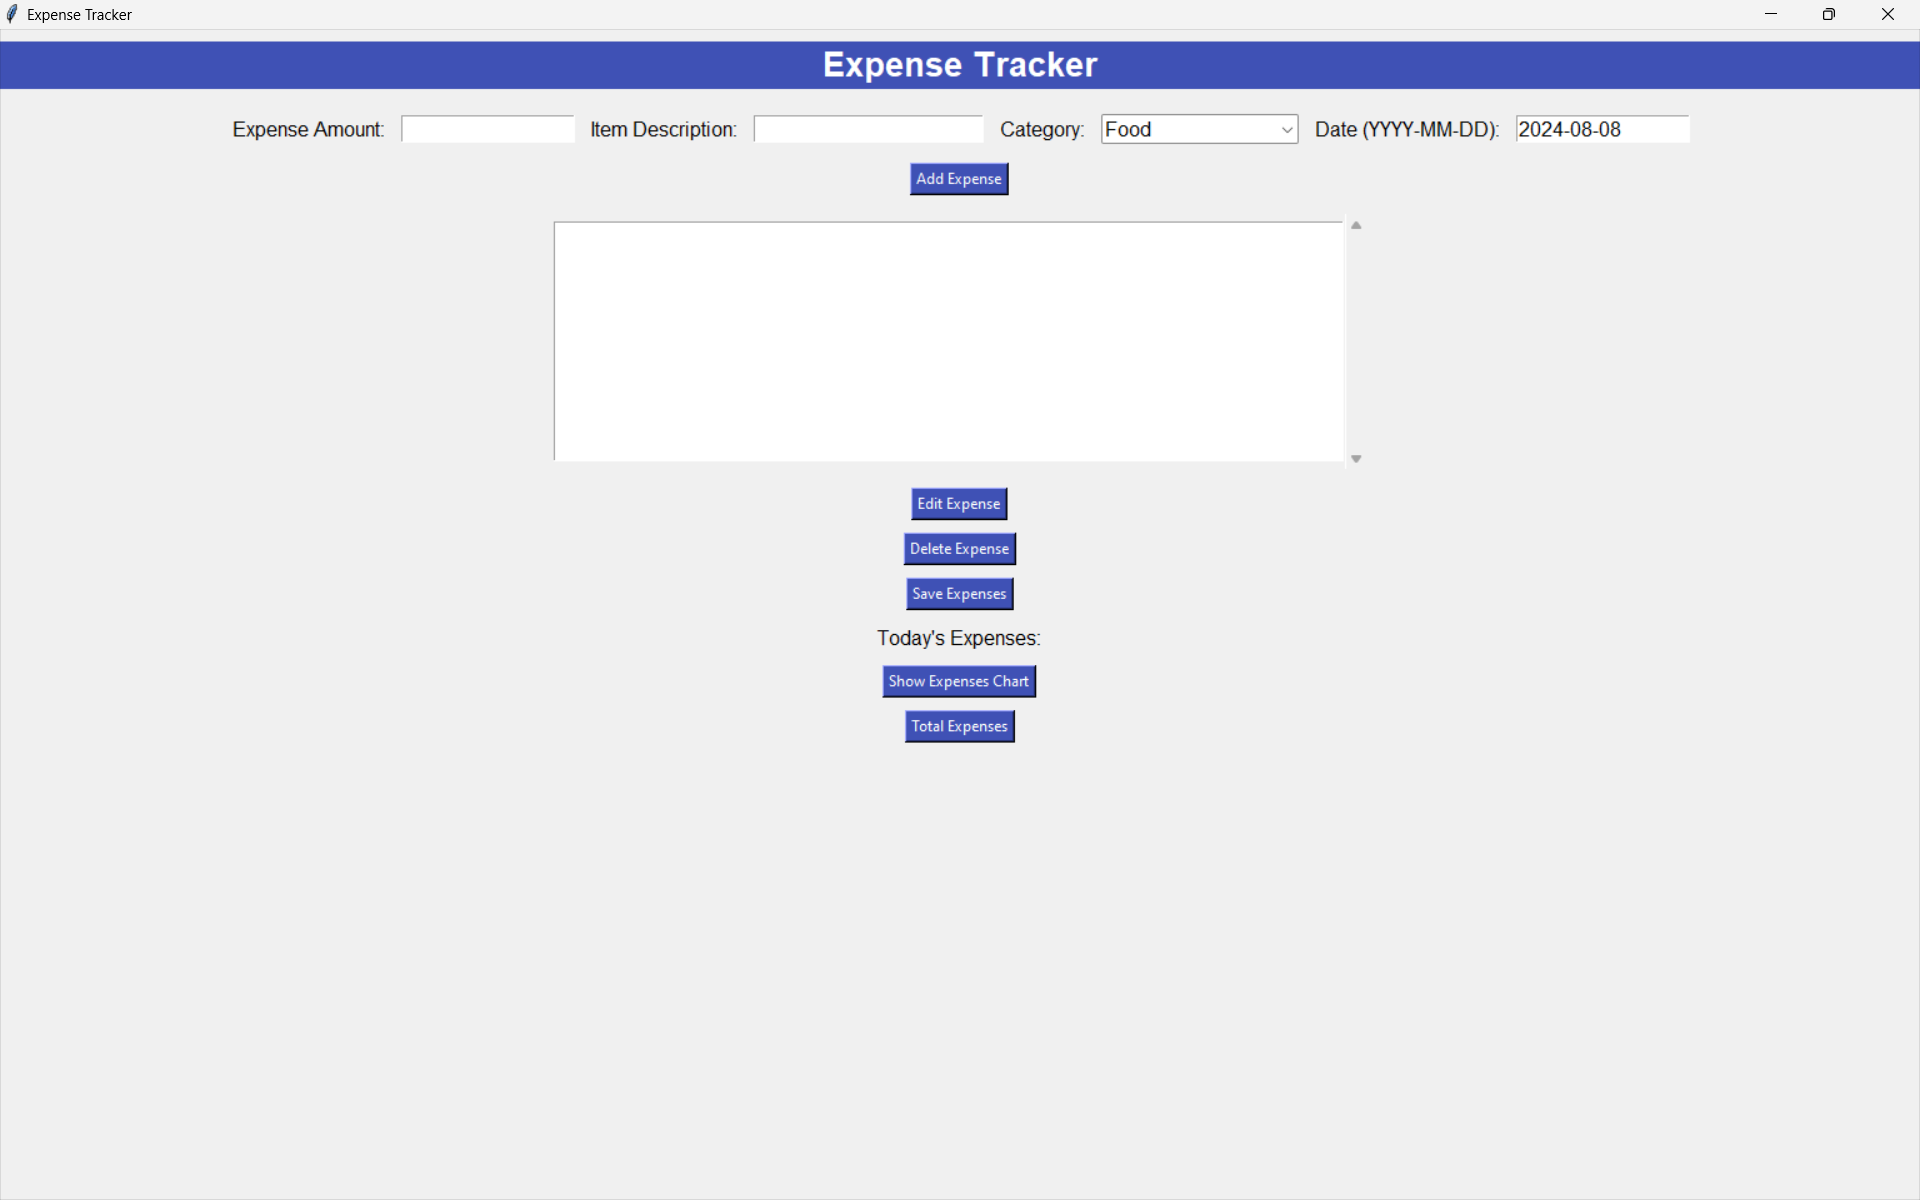 Expense Tracker
Expense Tracker
Expense Amount: Item Description: Category: Food Date (YYYY-MM-DD): 2024-08-08
Add Expense
Edit Expense
Delete Expense
Save Expenses
Today's Expenses:
Show Expenses Chart
Total Expenses